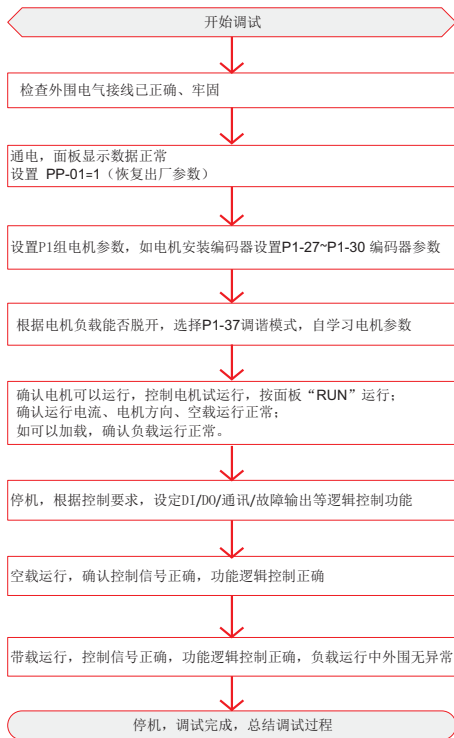 开始调试
检查外围电气接线已正确、牢固
通电，面板显示数据正常
设置 PP-01=1（恢复出厂参数）
设置P1组电机参数，如电机安装编码器设置P1-27~P1-30 编码器参数
根据电机负载能否脱开，选择P1-37调谐模式，自学习电机参数
确认电机可以运行，控制电机试运行，按面板“RUN”运行；
确认运行电流、电机方向、空载运行正常；
如可以加载，确认负载运行正常。
停机，根据控制要求，设定DI/DO/通讯/故障输出等逻辑控制功能
空载运行，确认控制信号正确，功能逻辑控制正确
带载运行，控制信号正确，功能逻辑控制正确，负载运行中外围无异常
停机，调试完成，总结调试过程